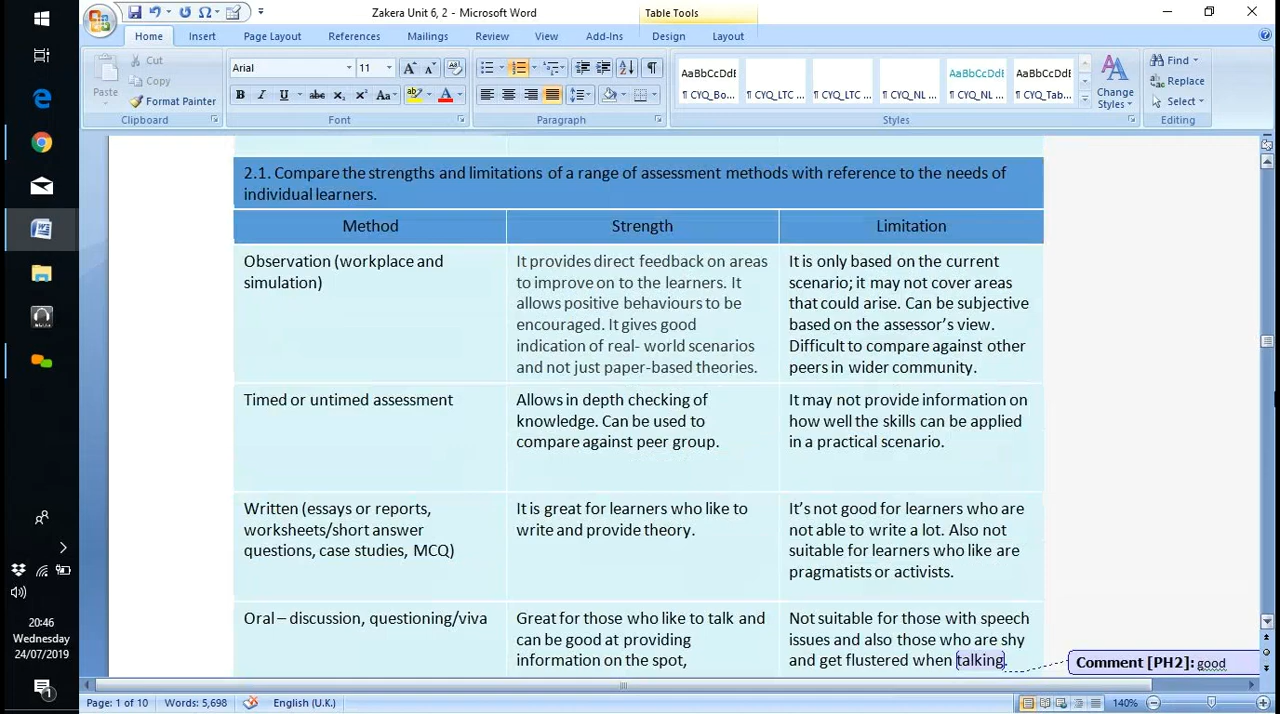 Zakera Unit 6, 2 - Microsoft Word
Table Tools
Home Insert Page Layout References Mailings Review View Add-Ins Design Layout
Cut
Copy
Format Painter
Paste
Clipboard
Arial 11
Font
Paragraph
AaBbCcDdE AaBbCcDdE AaBbCcDdE
¶ CYQ_Bo... ¶ CYQ_LTC ... ¶ CYQ_LTC ... ¶ CYQ_NL ... ¶ CYQ_NL ... ¶ CYQ_Tab...
Change
Styles
Styles
Find
Replace
Select
Editing
2.1. Compare the strengths and limitations of a range of assessment methods with reference to the needs of
individual learners.
Method Strength Limitation
Observation (workplace and
simulation)
It provides direct feedback on areas
to improve on to the learners. It
allows positive behaviours to be
encouraged. It gives good
indication of real- world scenarios
and not just paper-based theories.
It is only based on the current
scenario; it may not cover areas
that could arise. Can be subjective
based on the assessor’s view.
Difficult to compare against other
peers in wider community.
Timed or untimed assessment
Allows in depth checking of
knowledge. Can be used to
compare against peer group.
It may not provide information on
how well the skills can be applied
in a practical scenario.
Written (essays or reports,
worksheets/short answer
questions, case studies, MCQ)
It is great for learners who like to
write and provide theory.
It’s not good for learners who are
not able to write a lot. Also not
suitable for learners who like are
pragmatists or activists.
Oral – discussion, questioning/viva
Great for those who like to talk and
can be good at providing
information on the spot,
Not suitable for those with speech
issues and also those who are shy
and get flustered when talking.
Comment [PH2]: good
20:46
Wednesday
24/07/2019
Page: 1 of 10 Words: 5,698 English (U.K.) 140%